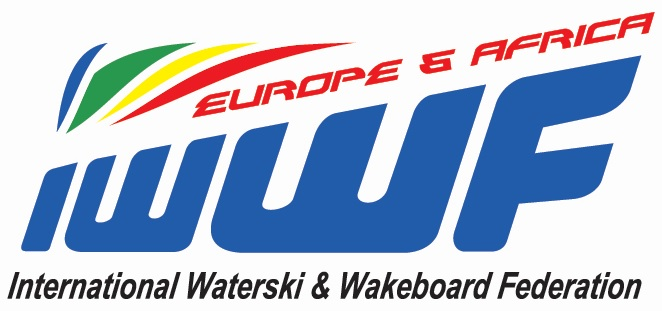 EUROPE & AFRICA
IWWF
International Waterski & Wakeboard Federation